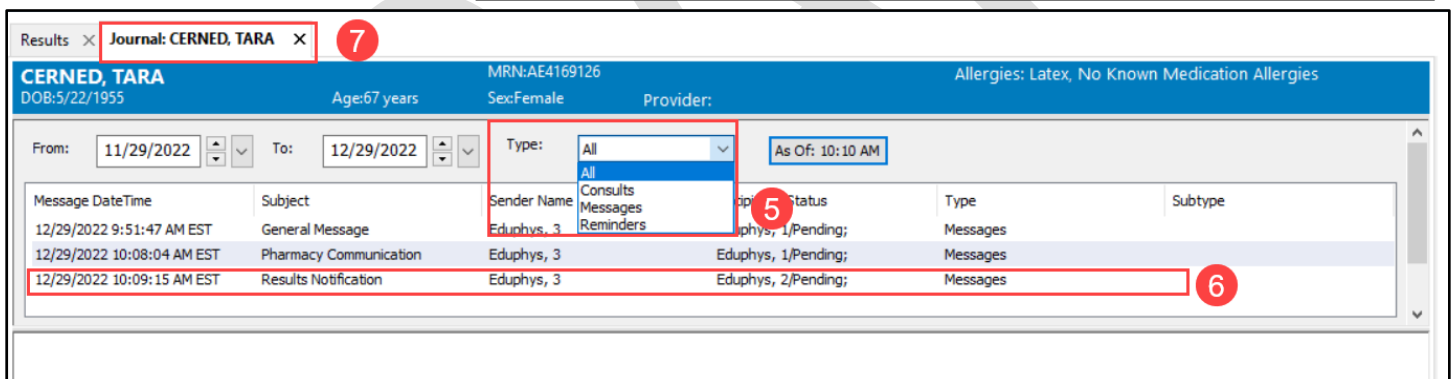 Results × Journal: CERNED, TARA × 7
CERNED, TARA MRN:AE4169126 Allergies: Latex, No Known Medication Allergies
DOB:5/22/1955 Age:67 years Sex:Female Provider:
From: 11/29/2022 To: 12/29/2022 Type: All As Of: 10:10 AM
All
Consults
Messages
Reminders
5
Message DateTime Subject Sender Name Status Type Subtype
12/29/2022 9:51:47 AM EST General Message Eduphys, 3 1/Pending; Messages
12/29/2022 10:08:04 AM EST Pharmacy Communication Eduphys, 3 Eduphys, 1/Pending; Messages
12/29/2022 10:09:15 AM EST Results Notification Eduphys, 3 Eduphys, 2/Pending; Messages
6